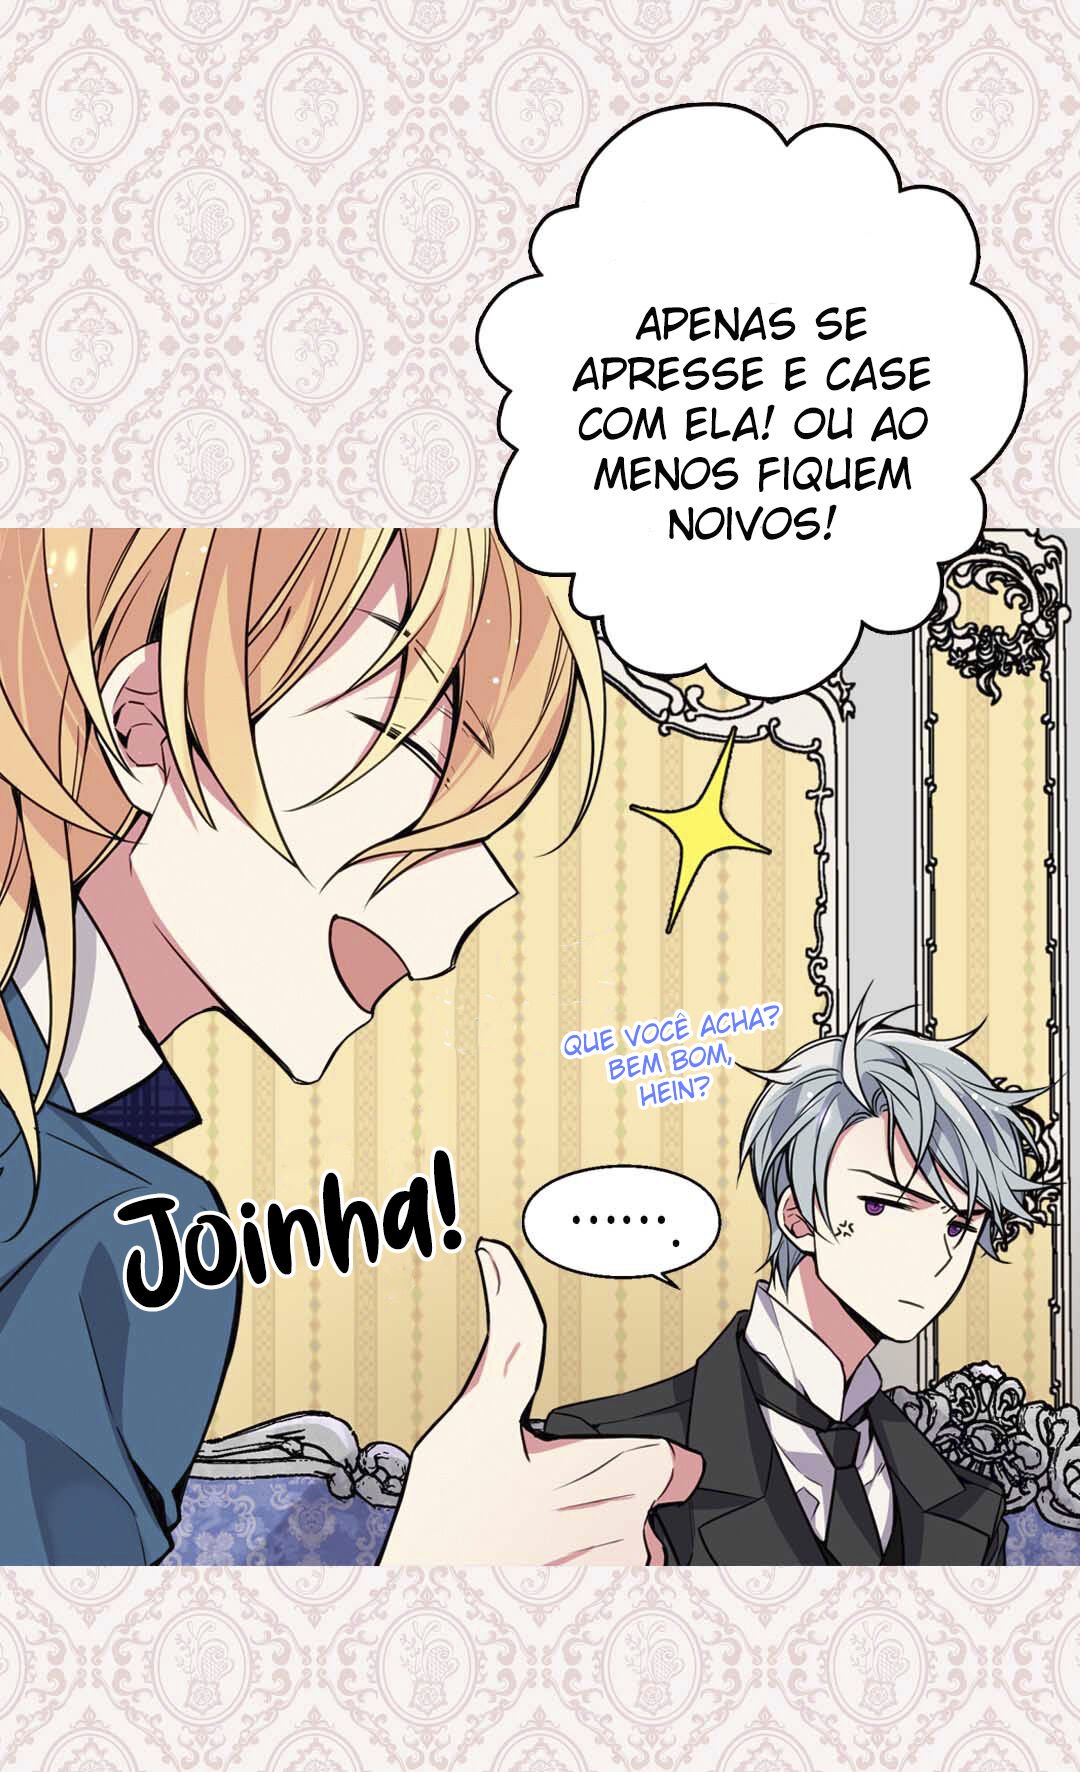 APENAS SE
APRESSE E CASE
COM ELA! OU AO
MENOS FIQUEM
NOIVOS!
QUE VOCÊ ACHA?
BEM BOM,
HEIN?
Joinha!
.......